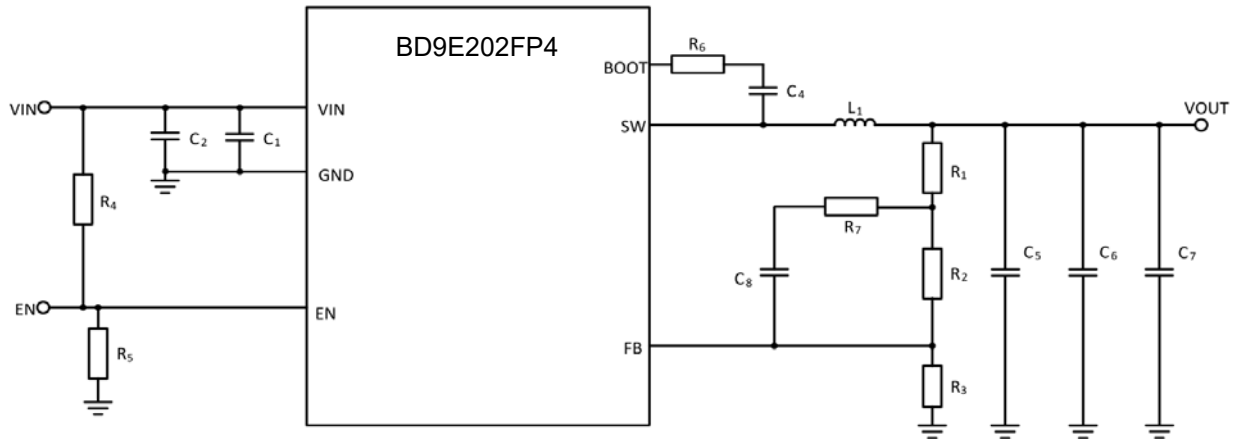 BD9E202FP4
BOOT
R6
C4
VIN
VIN
SW
L1
VOUT
C2
C1
R1
GND
R4
R7
C8
R2
C5
C6
C7
EN
EN
FB
R5
R3